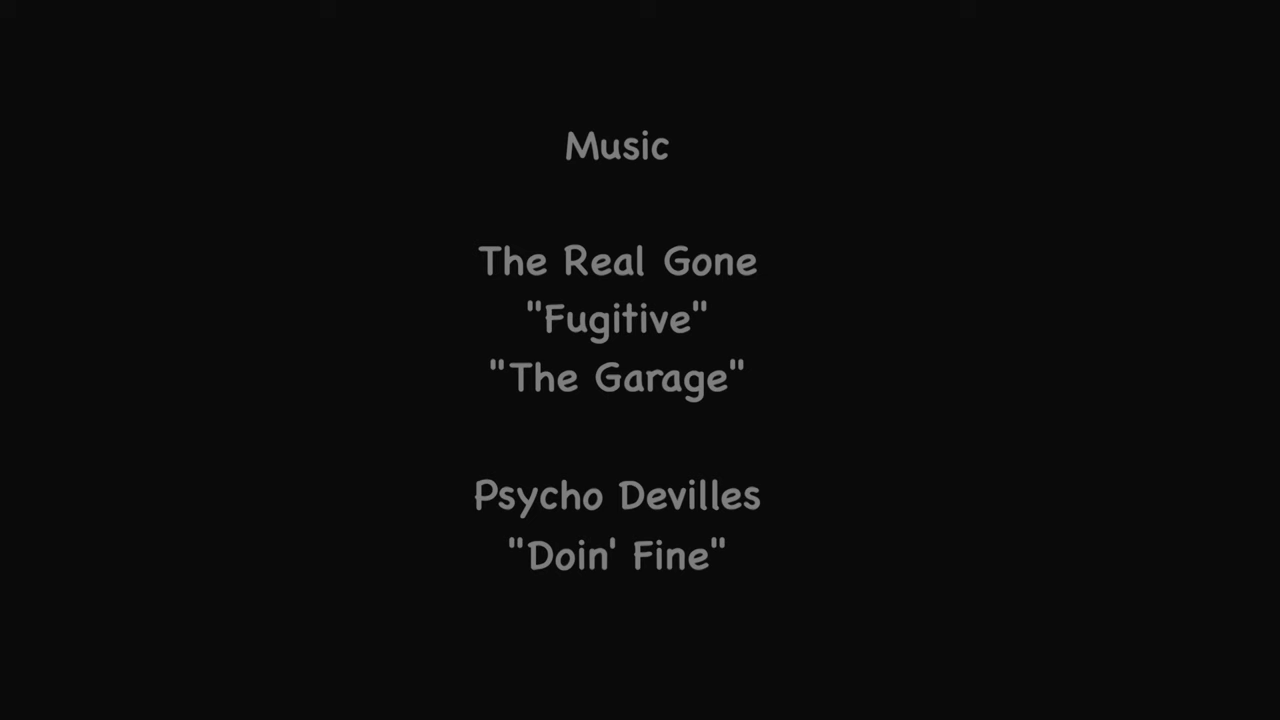 Music
The Real Gone
"Fugitive"
"The Garage"
Psycho Devilles
"Doin' Fine"